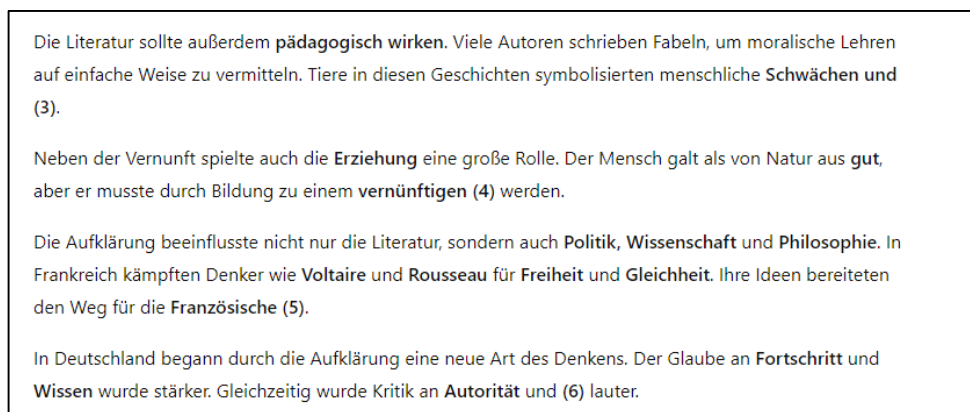 Die Literatur sollte außerdem pädagogisch wirken. Viele Autoren schrieben Fabeln, um moralische Lehren
auf einfache Weise zu vermitteln. Tiere in diesen Geschichten symbolisierten menschliche Schwächen und
(3).
Neben der Vernunft spielte auch die Erziehung eine große Rolle. Der Mensch galt als von Natur aus gut,
aber er musste durch Bildung zu einem vernünftigen (4) werden.
Die Aufklärung beeinflusste nicht nur die Literatur, sondern auch Politik, Wissenschaft und Philosophie. In
Frankreich kämpften Denker wie Voltaire und Rousseau für Freiheit und Gleichheit. Ihre Ideen bereiteten
den Weg für die Französische (5).
In Deutschland begann durch die Aufklärung eine neue Art des Denkens. Der Glaube an Fortschritt und
Wissen wurde stärker. Gleichzeitig wurde Kritik an Autorität und (6) lauter.